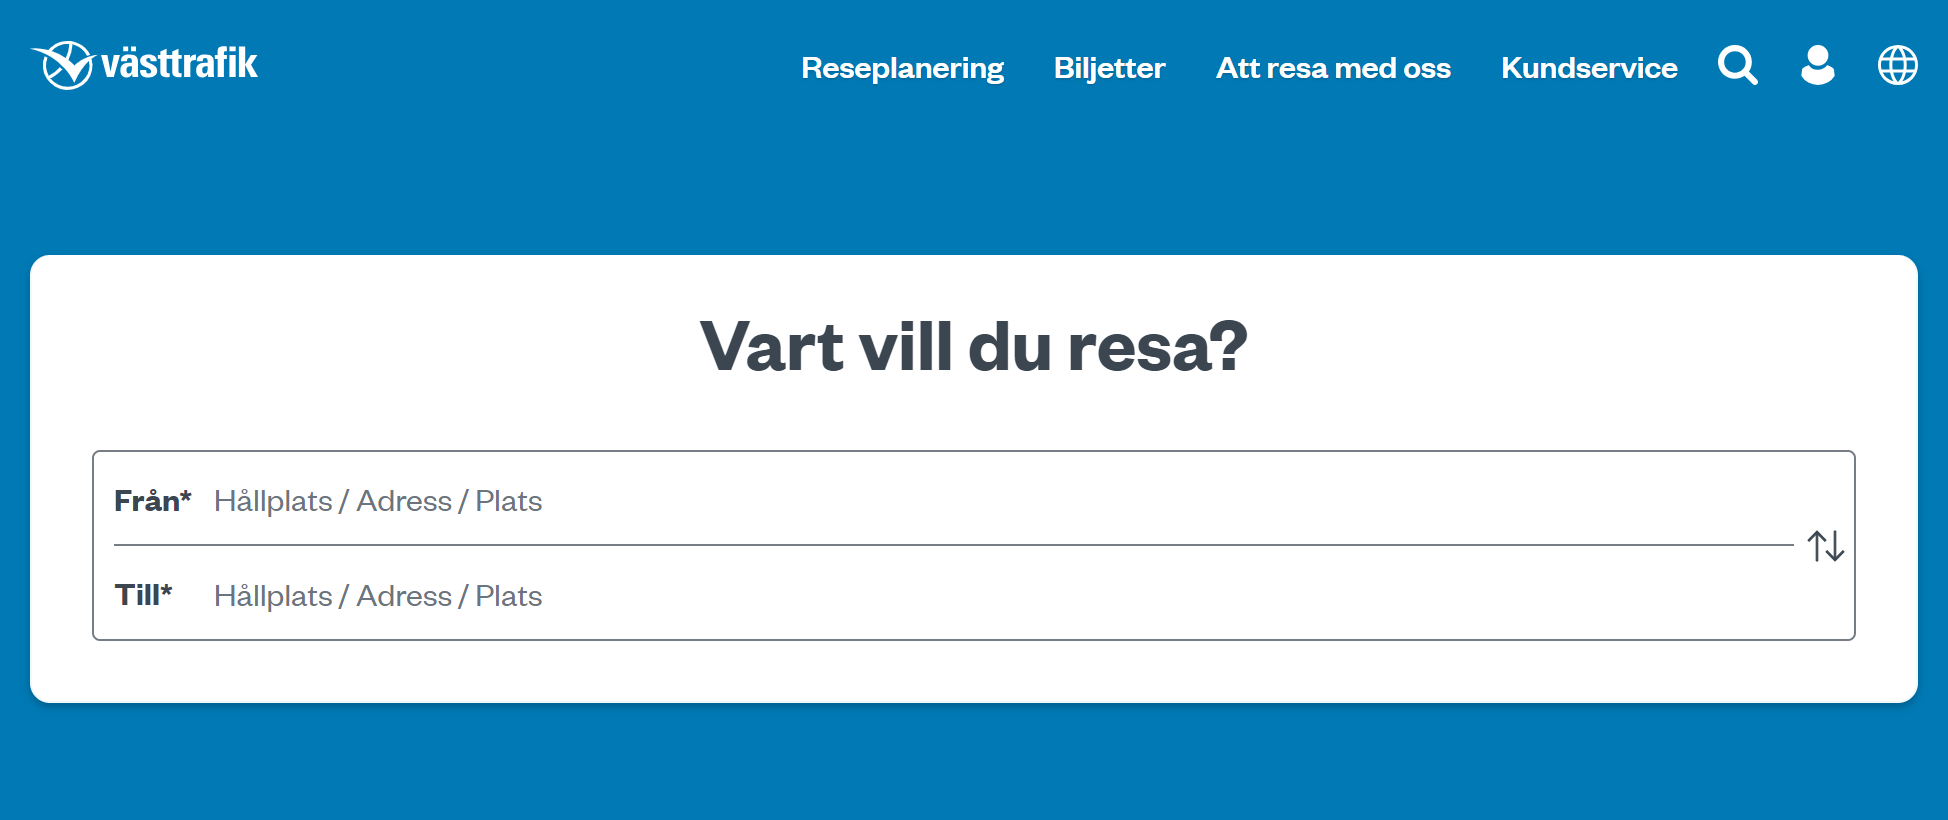 västtrafik
Reseplanering Biljetter Att resa med oss Kundservice
Vart vill du resa?
Från* Hållplats / Adress / Plats
Till* Hållplats / Adress / Plats